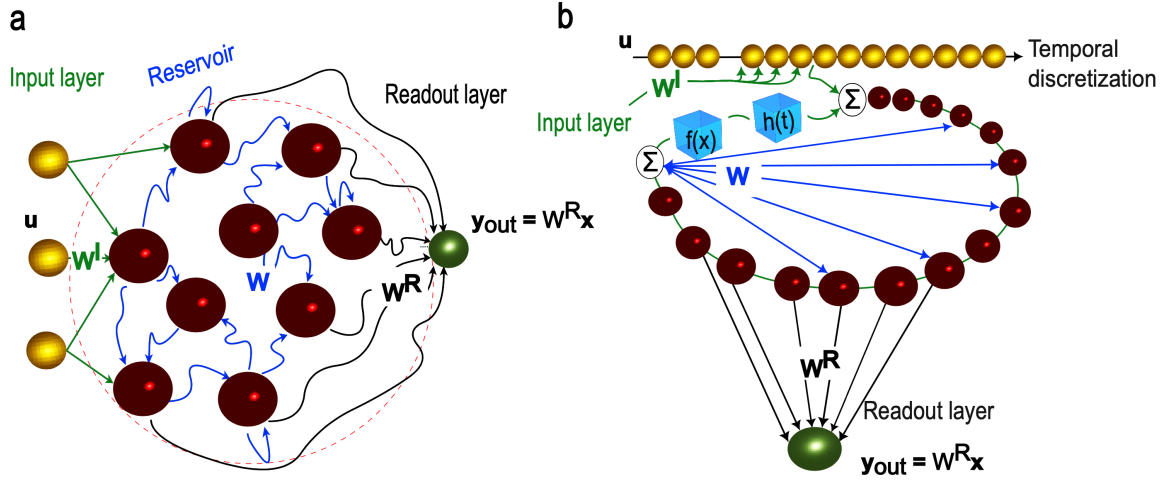 a
Input layer
Reservoir
Readout layer
u
W^I
W
W^R
y_out = W^R x
b
u
Temporal
discretization
W^I
Input layer
Σ
h(t)
f(x)
Σ
W
W^R
Readout layer
y_out = W^R x